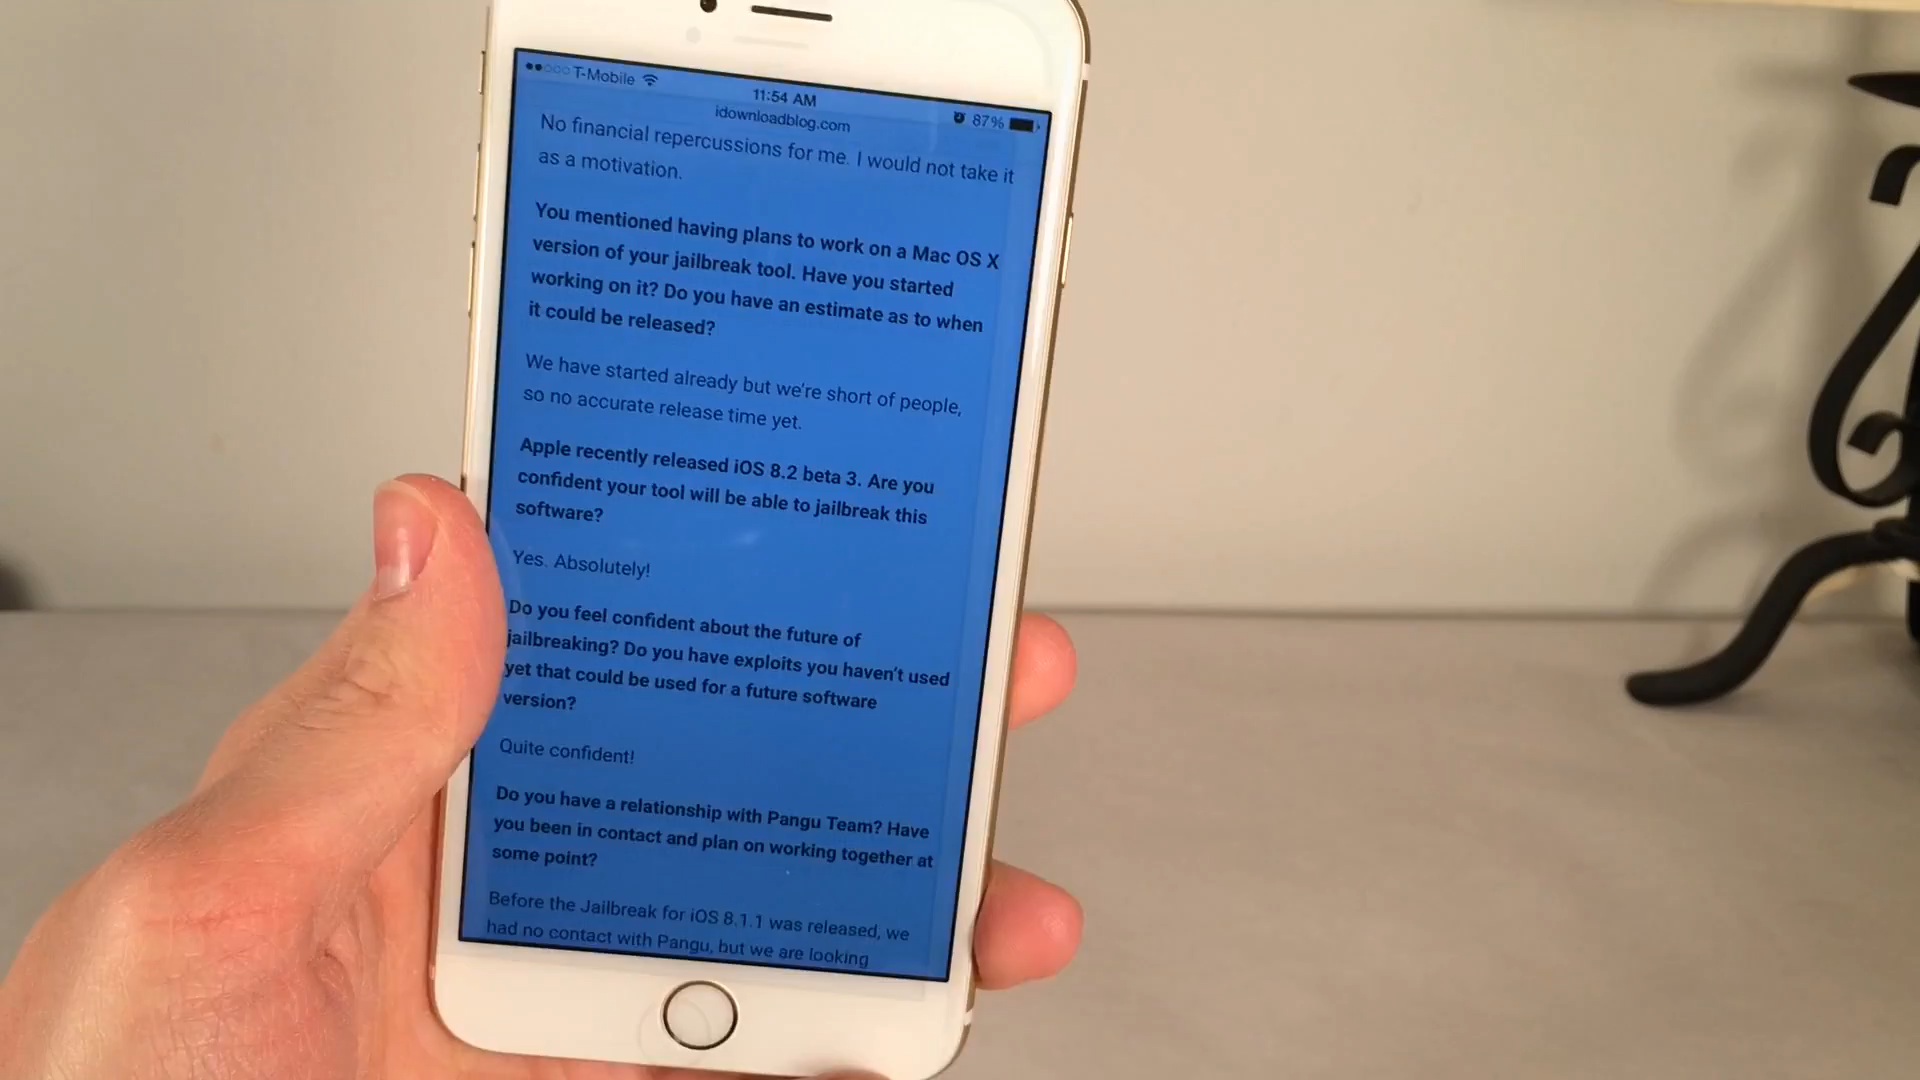 T-Mobile
11:54 AM
87%
idownloadblog.com
No financial repercussions for me. I would not take it
as a motivation.
You mentioned having plans to work on a Mac OS X
version of your jailbreak tool. Have you started
working on it? Do you have an estimate as to when
it could be released?
We have started already but we're short of people,
so no accurate release time yet.
Apple recently released iOS 8.2 beta 3. Are you
confident your tool will be able to jailbreak this
software?
Yes. Absolutely!
Do you feel confident about the future of
jailbreaking? Do you have exploits you haven't used
yet that could be used for a future software
version?
Quite confident!
Do you have a relationship with Pangu Team? Have
you been in contact and plan on working together at
some point?
Before the Jailbreak for iOS 8.1.1 was released, we
had no contact with Pangu, but we are looking